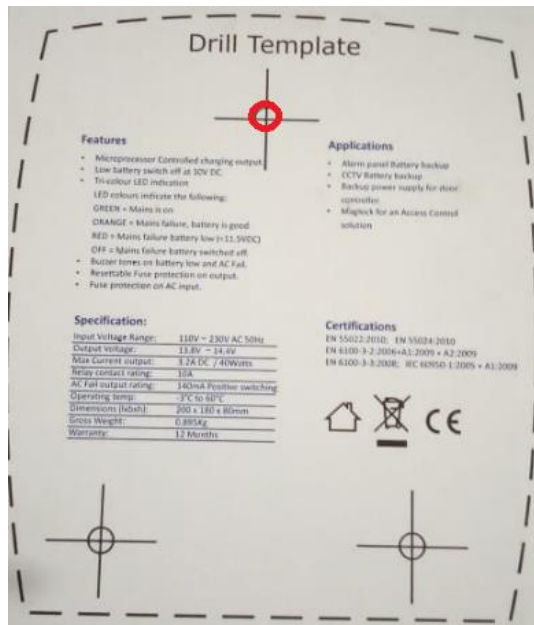 Drill Template
Features
• Microprocessor Controlled charging output.
• Low battery switch off at 10V DC.
• Tri-colour LED indication
LED colours indicate the following:
GREEN = Mains is on
ORANGE = Mains failure, battery is good
RED = Mains failure battery low (<11.5VDC)
OFF = Mains failure battery switched off.
• Buzzer tones on battery low and AC Fail.
• Resettable Fuse protection on output.
• Fuse protection on AC input.
Applications
• Alarm panel Battery backup
• CCTV Battery backup
• Backup power supply for door
controller.
• Maglock for an Access Control
solution
Specification:
Input Voltage Range: 110V ~ 230V AC 50Hz
Output Voltage: 13.8V ~ 14.4V
Max Current output: 3.2A DC / 40Watts
Relay contact rating: 10A
AC Fail output rating: 140mA Positive switching
Operating temp: -3°C to 60°C
Dimensions (lxbxh): 200 x 180 x 80mm
Gross Weight: 0.895Kg
Warranty: 12 Months
Certifications
EN 55022:2010; EN 55024:2010
EN 6100-3-2:2006+A1:2009 + A2:2009
EN 6100-3-3:2008; IEC 60950-1:2005 + A1:2009
CE